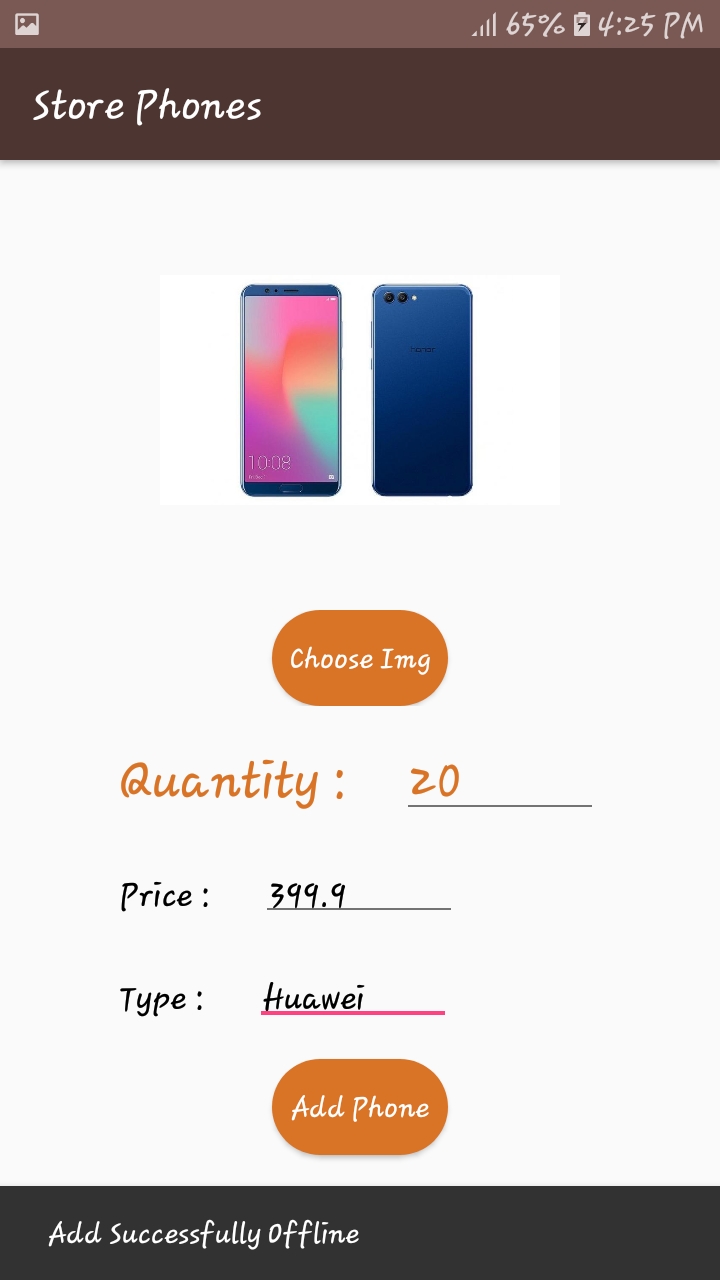 65% 4:25 PM
Store Phones
honor
10:08
Choose Img
Quantity : 20
Price : 399.9
Type : Huawei
Add Phone
Add Successfully Offline